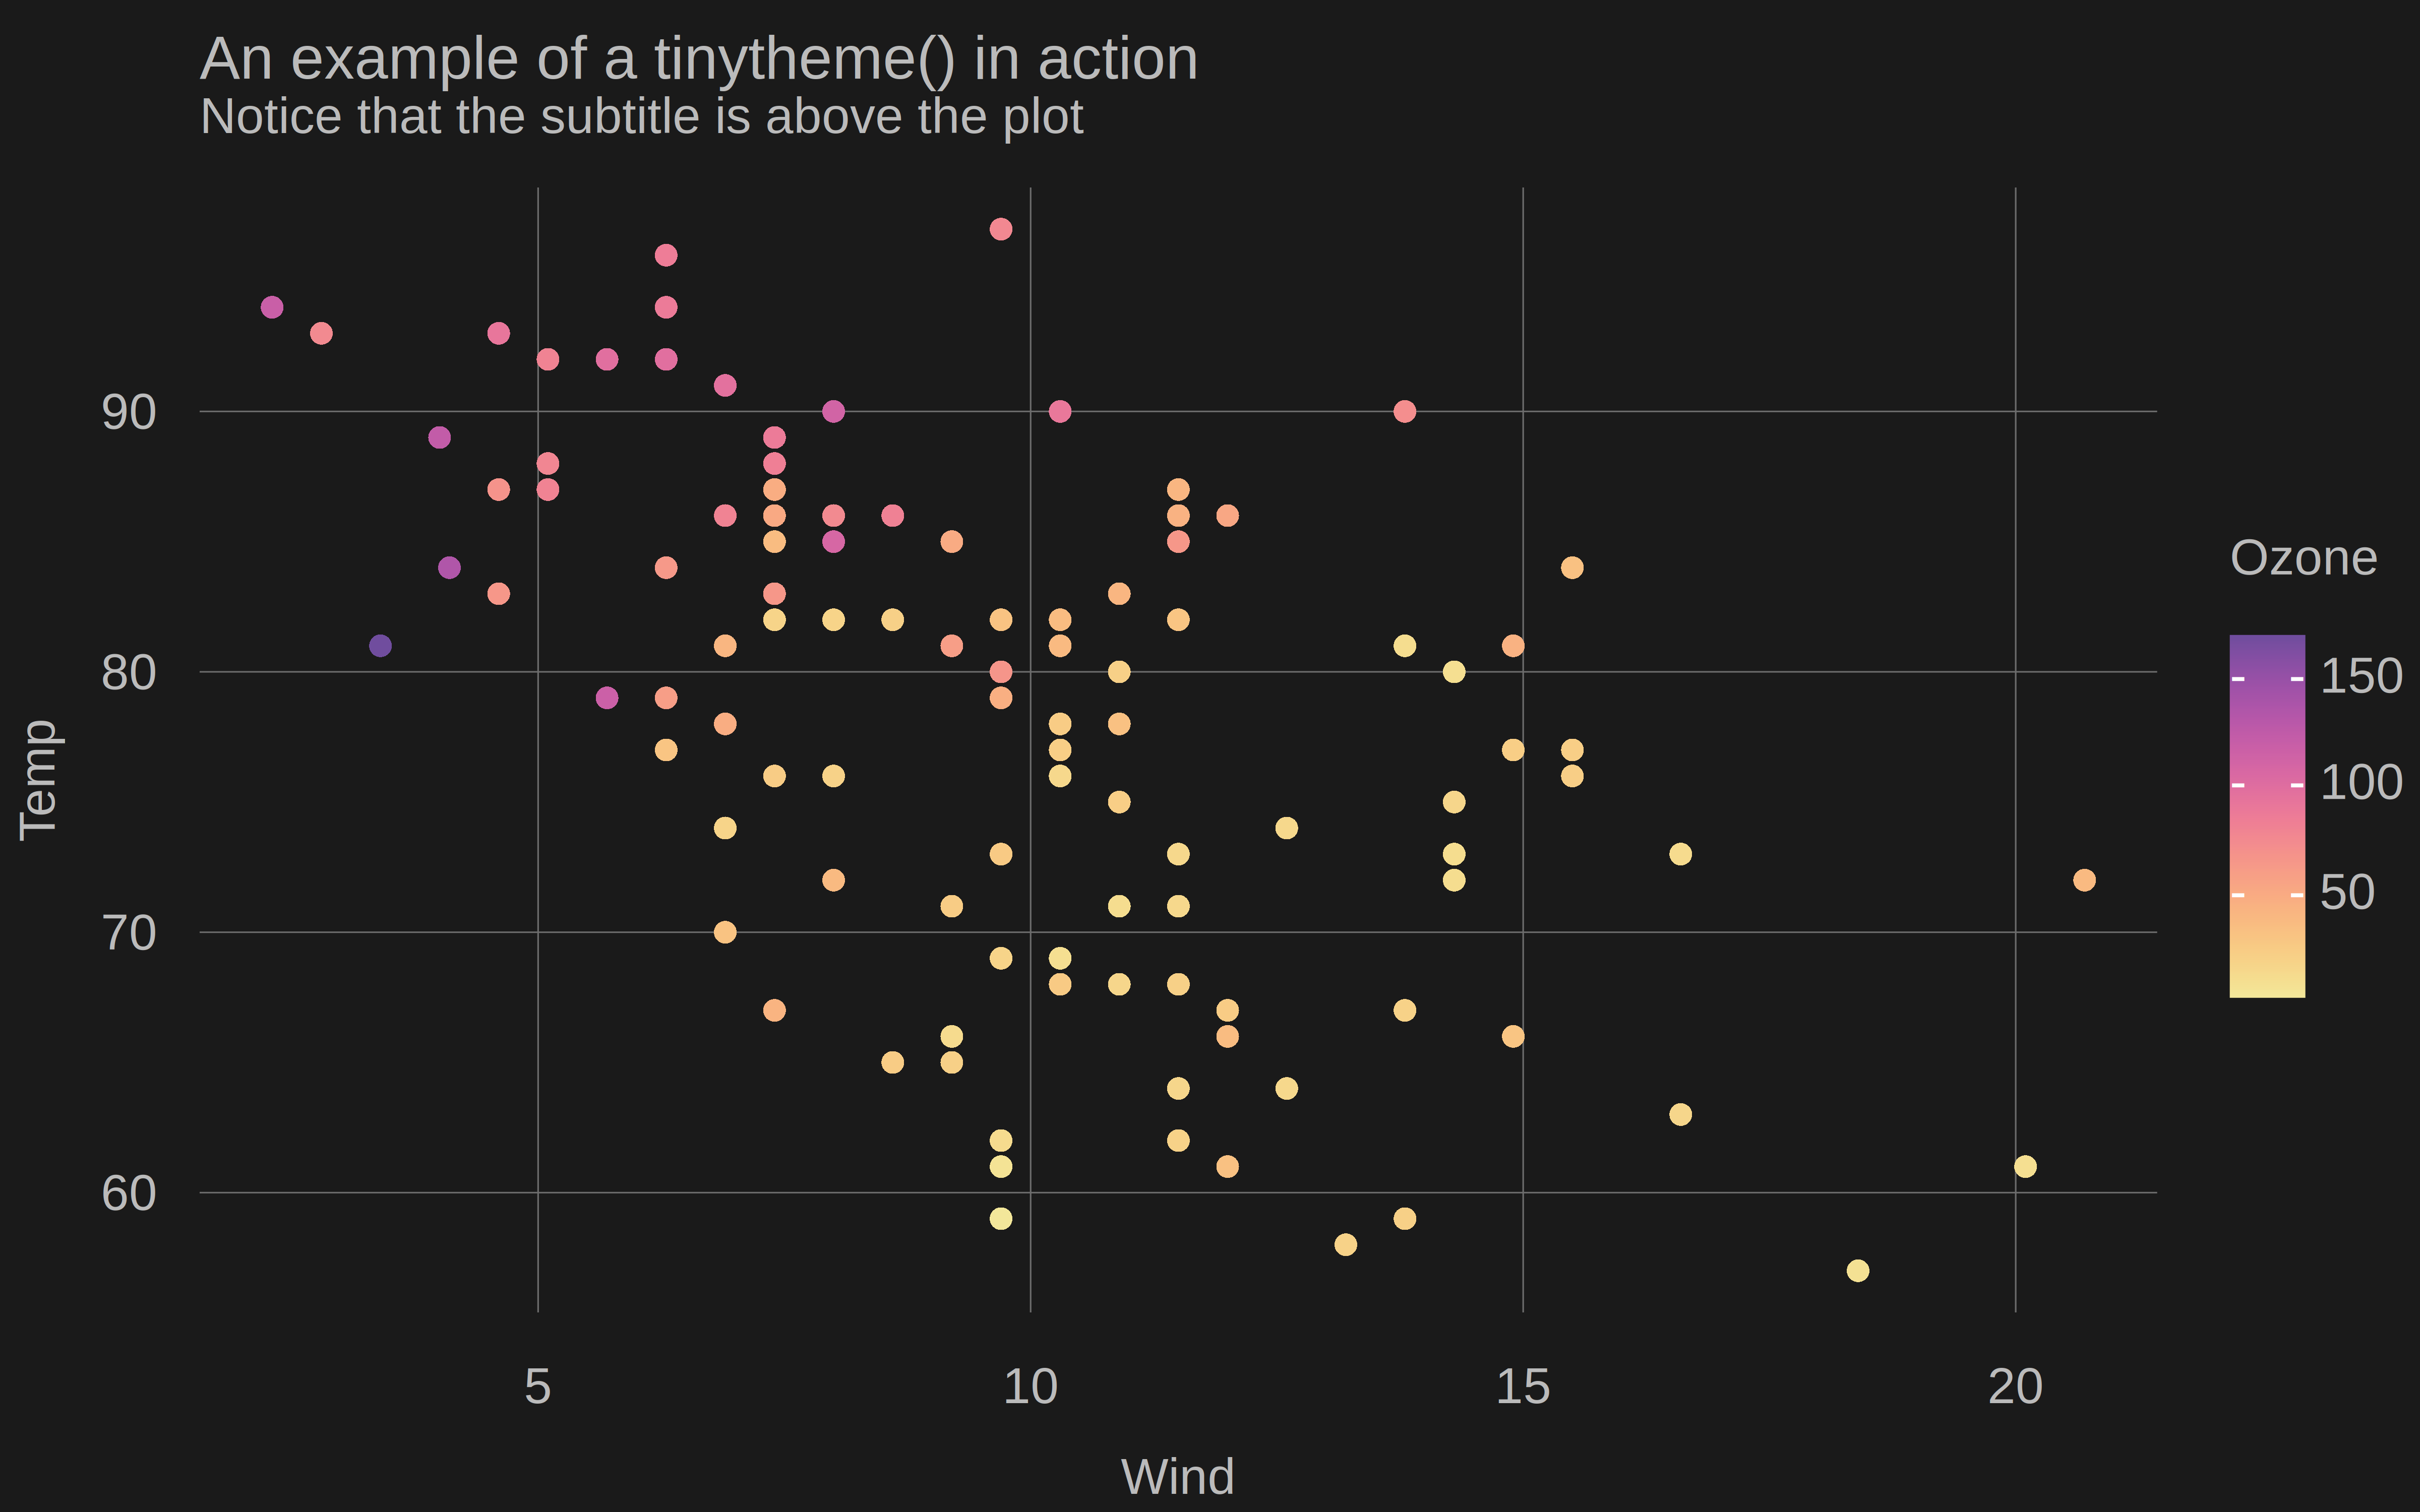 An example of a tinytheme() in action
Notice that the subtitle is above the plot
90
80
70
60
Temp
5
10
15
20
Wind
Ozone
150
100
50